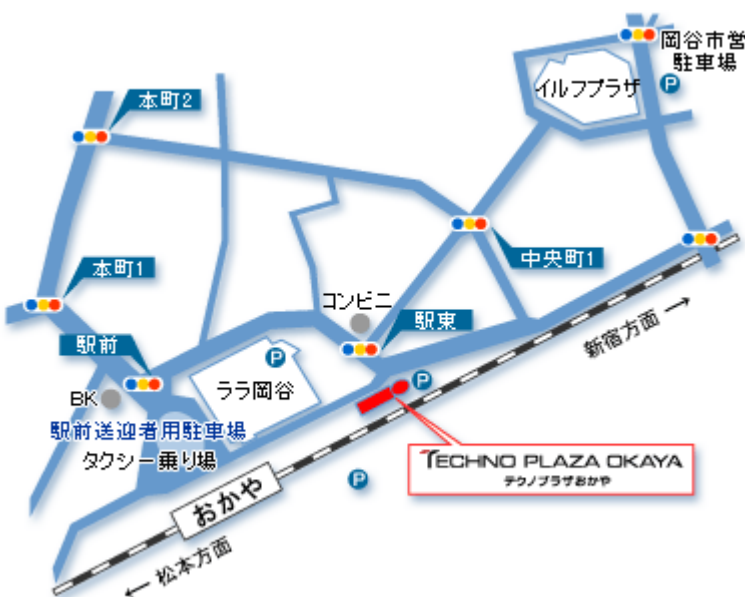 岡谷市営
駐車場
P
イルフプラザ
本町2
中央町1
本町1
コンビニ
駅東
駅前
P
ララ岡谷
P
BK
駅前送迎者用駐車場
タクシー乗り場
新宿方面
TECHNO PLAZA OKAYA
テクノプラザおかや
P
おかや
松本方面